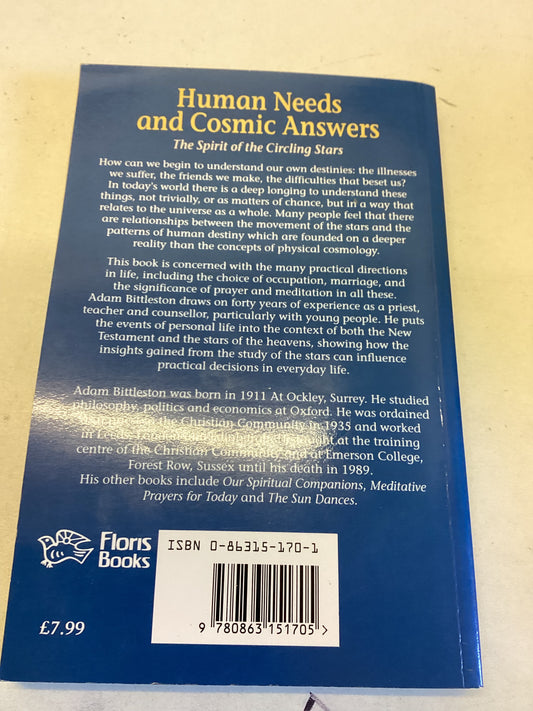 Human Needs
and Cosmic Answers
The Spirit of the Circling Stars
How can we begin to understand our own destinies: the illnesses
we suffer, the friends we make, the difficulties that beset us?
In today's world there is a deep longing to understand these
things, not trivially, or as matters of chance, but in a way that
relates to the universe as a whole. Many people feel that there
are relationships between the movement of the stars and the
patterns of human destiny which are founded on a deeper
reality than the concepts of physical cosmology.
This book is concerned with the many practical directions
in life, including the choice of occupation, marriage, and
the significance of prayer and meditation in all these.
Adam Bittleston draws on forty years of experience as a priest,
teacher and counsellor, particularly with young people. He puts
the events of personal life into the context of both the New
Testament and the stars of the heavens, showing how the
insights gained from the study of the stars can influence
practical decisions in everyday life.
Adam Bittleston was born in 1911 At Ockley, Surrey. He studied
philosophy, politics and economics at Oxford. He was ordained
the Christian Community in 1935 and worked
in Leeds, London taught at the training
centre of the Christian Community and at Emerson College,
Forest Row, Sussex until his death in 1989.
His other books include Our Spiritual Companions, Meditative
Prayers for Today and The Sun Dances.
Floris
Books
ISBN 0-86315-170-1
9 780863 151705 >
£7.99